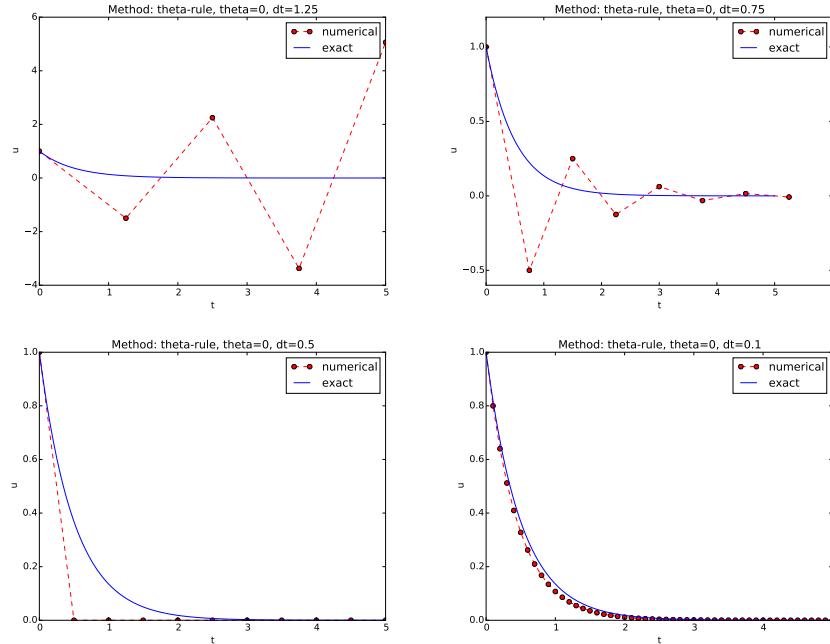 Method: theta-rule, theta=0, dt=1.25
6
4
2
0
−2
−4
u
numerical
exact
0 1 2 3 4 5
t
Method: theta-rule, theta=0, dt=0.75
1.0
0.5
0.0
−0.5
u
numerical
exact
0 1 2 3 4 5
t
Method: theta-rule, theta=0, dt=0.5
1.0
0.8
0.6
0.4
0.2
0.0
u
numerical
exact
0 1 2 3 4 5
t
Method: theta-rule, theta=0, dt=0.1
1.0
0.8
0.6
0.4
0.2
0.0
u
numerical
exact
0 1 2 3 4
t